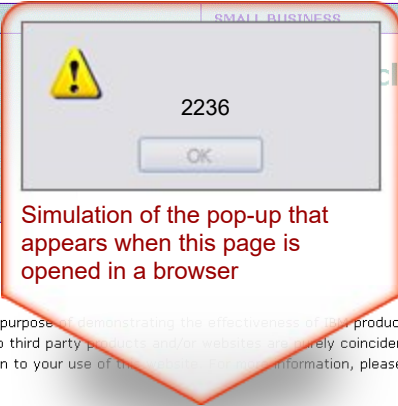 SMALL BUSINESS
2236
OK
Simulation of the pop-up that
appears when this page is
opened in a browser
purpose of demonstrating the effectiveness of IBM produc
third party products and/or websites are purely coinciden
n to your use of this information, please